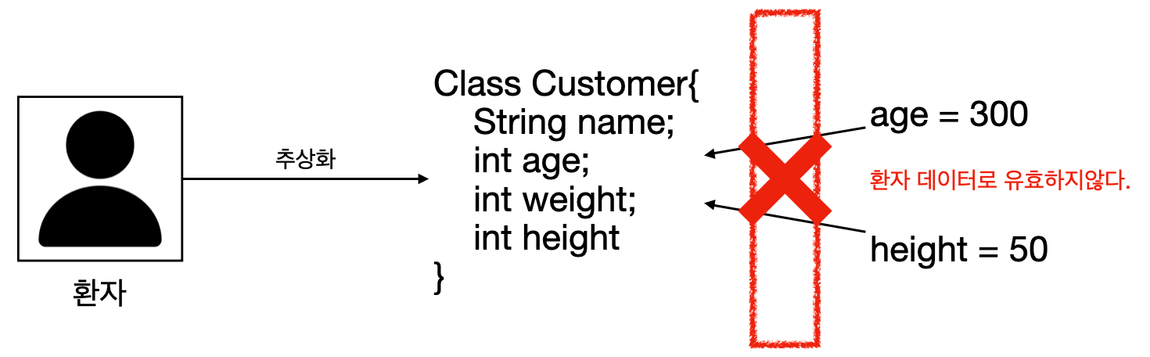 환자
추상화
Class Customer{
String name;
int age;
int weight;
int height
}
age = 300
환자 데이터로 유효하지않다.
height = 50